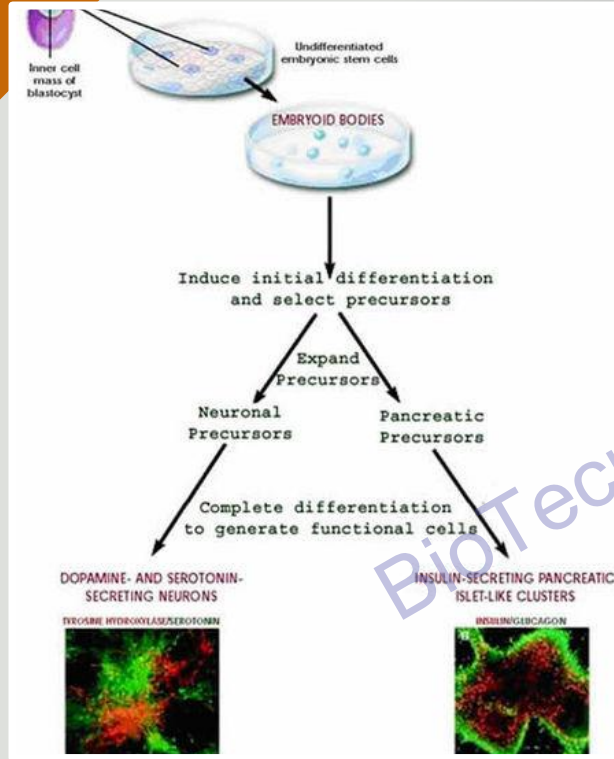 Inner cell
mass of
blastocyst
Undifferentiated
embryonic stem cells
EMBRYOID BODIES
Induce initial differentiation
and select precursors
Expand
Precursors
Neuronal
Precursors
Pancreatic
Precursors
Complete differentiation
to generate functional cells
DOPAMINE- AND SEROTONIN-
SECRETING NEURONS
INSULIN-SECRETING PANCREATIC
ISLET-LIKE CLUSTERS
TYROSINE HYDROXYLASE/SEROTONIN
INSULIN/GLUCAGON
BioTec